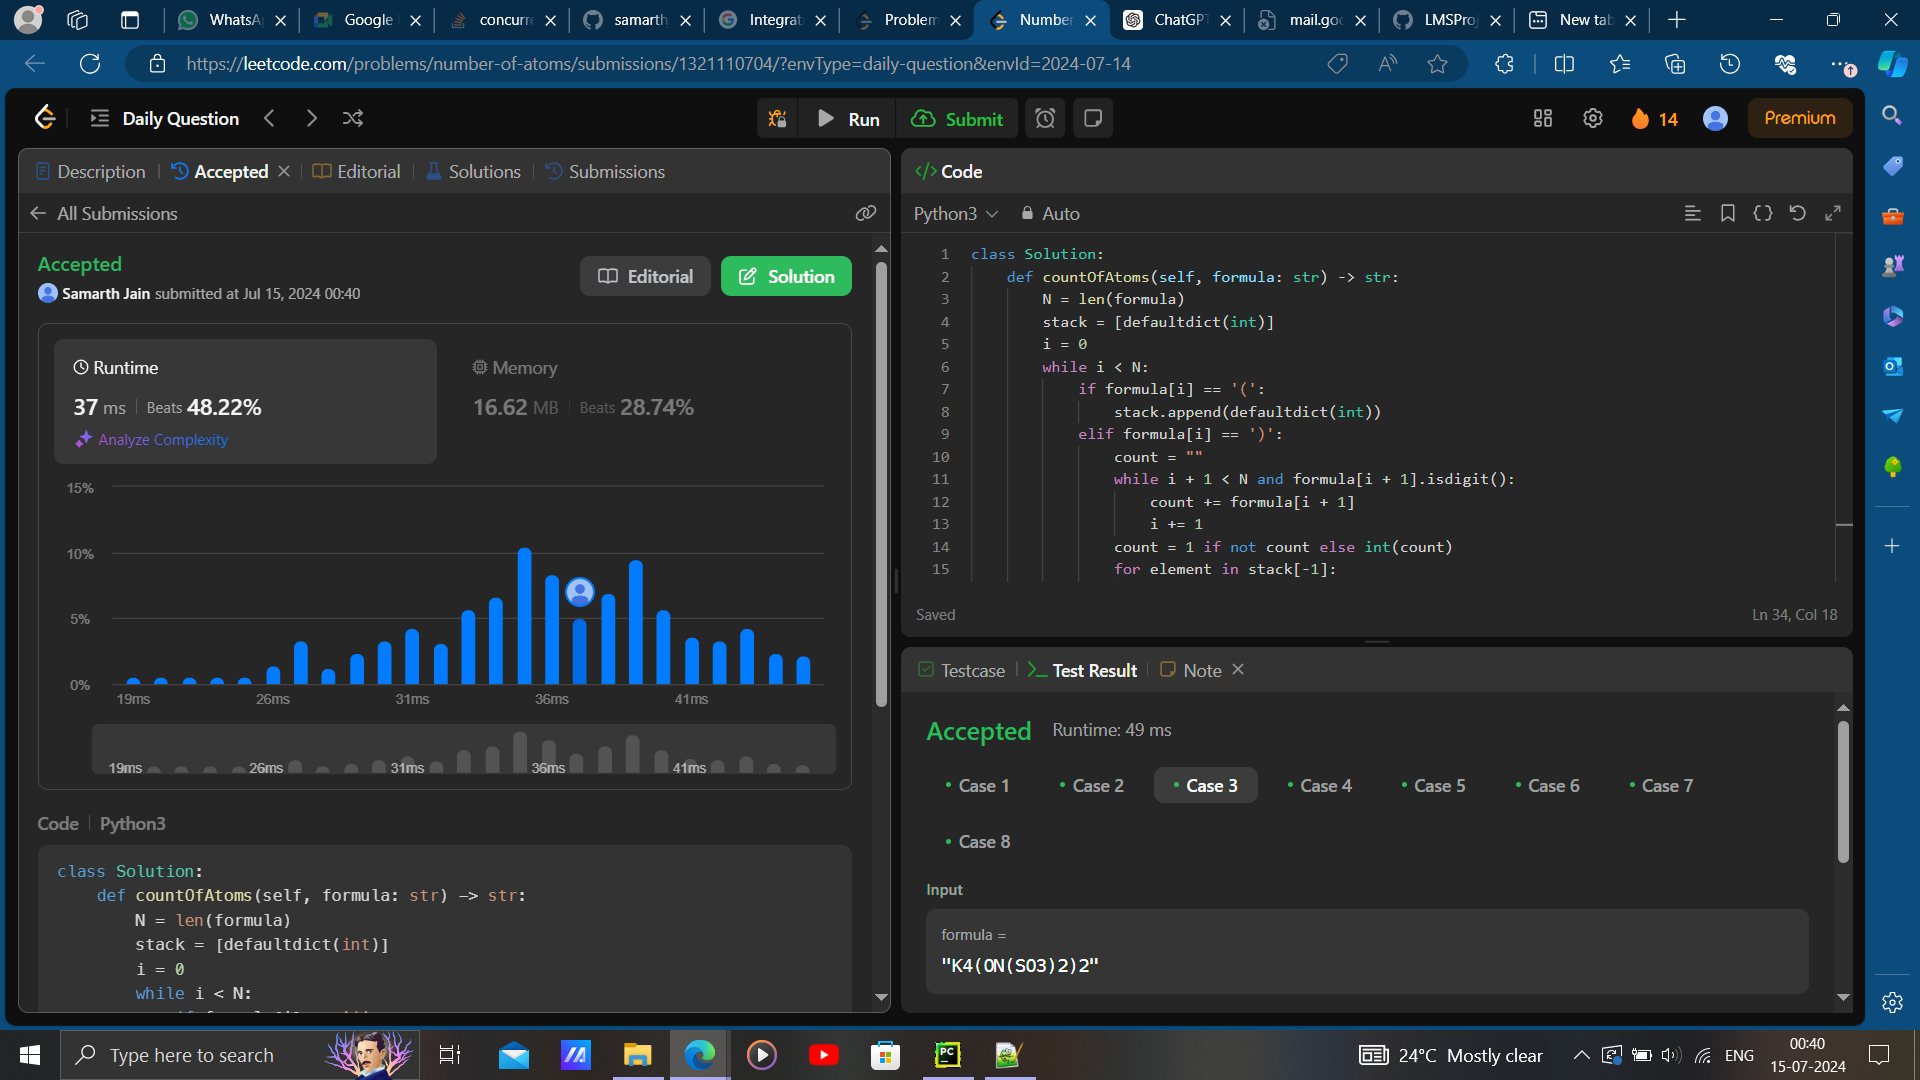 WhatsA
Google
concurre
samarth
Integrat
Problem
Number
ChatGPT
mail.goo
LMSProj
New tab
https://leetcode.com/problems/number-of-atoms/submissions/1321110704/?envType=daily-question&envId=2024-07-14
Daily Question
Run
Submit
14
Premium
Description
Accepted
Editorial
Solutions
Submissions
All Submissions
Accepted
Samarth Jain submitted at Jul 15, 2024 00:40
Editorial
Solution
Runtime
37 ms
Beats 48.22%
Analyze Complexity
Memory
16.62 MB
Beats 28.74%
15%
10%
5%
0%
19ms 26ms 31ms 36ms 41ms
19ms 26ms 31ms 36ms 41ms
Code
Python3
class Solution:
def countOfAtoms(self, formula: str) -> str:
N = len(formula)
stack = [defaultdict(int)]
i = 0
while i < N:
</> Code
Python3
Auto
1 class Solution:
2 def countOfAtoms(self, formula: str) -> str:
3 N = len(formula)
4 stack = [defaultdict(int)]
5 i = 0
6 while i < N:
7 if formula[i] == '(':
8 stack.append(defaultdict(int))
9 elif formula[i] == ')':
10 count = ""
11 while i + 1 < N and formula[i + 1].isdigit():
12 count += formula[i + 1]
13 i += 1
14 count = 1 if not count else int(count)
15 for element in stack[-1]:
Saved
Ln 34, Col 18
Testcase
Test Result
Note
Accepted
Runtime: 49 ms
Case 1
Case 2
Case 3
Case 4
Case 5
Case 6
Case 7
Case 8
Input
formula =
"K4(ON(SO3)2)2"
Type here to search
PC
24°C Mostly clear
ENG
00:40
15-07-2024